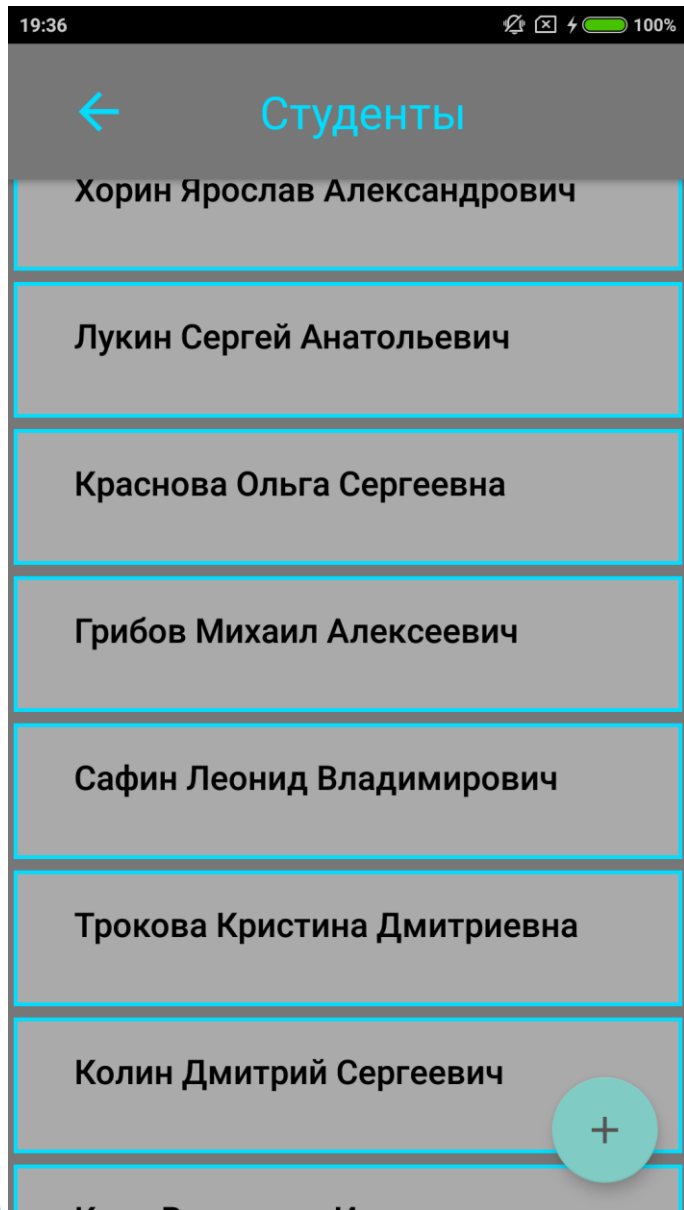 19:36 100%
Студенты
Хорин Ярослав Александрович
Лукин Сергей Анатольевич
Краснова Ольга Сергеевна
Грибов Михаил Алексеевич
Сафин Леонид Владимирович
Трокова Кристина Дмитриевна
Колин Дмитрий Сергеевич
+